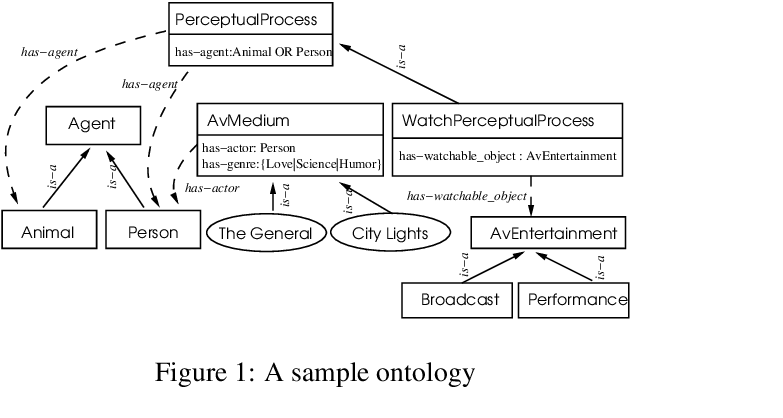 PerceptualProcess
has-agent:Animal OR Person
has-agent
has-agent
is-a
Agent
AvMedium
has-actor: Person
has-genre:{Love|Science|Humor}
WatchPerceptualProcess
has-watchable_object : AvEntertainment
is-a
is-a
has-actor
is-a
is-a
has-watchable_object
Animal
Person
The General
City Lights
AvEntertainment
is-a
is-a
Broadcast
Performance
Figure 1: A sample ontology